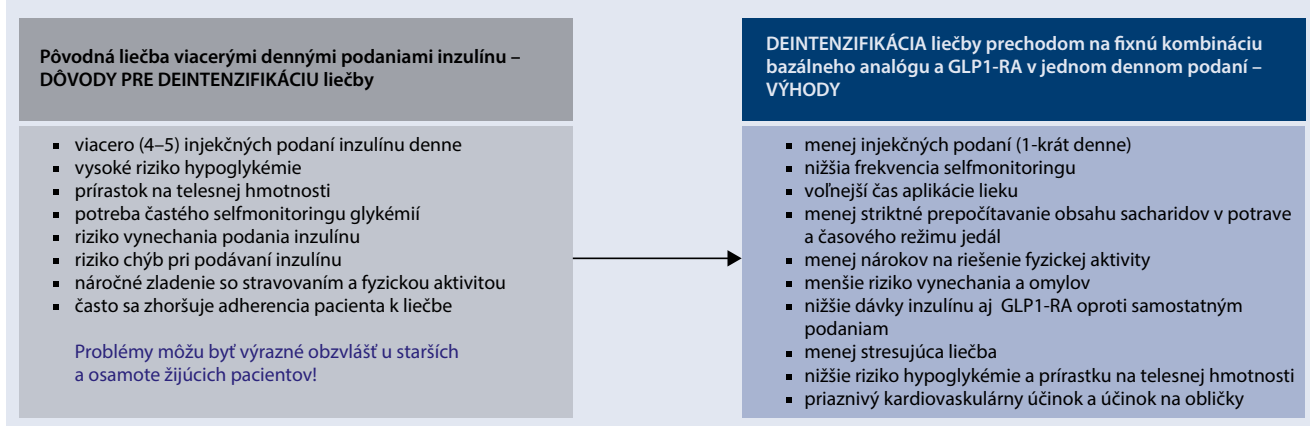 Pôvodná liečba viacerými dennými podaniami inzulínu –
DÔVODY PRE DEINTENZIFIKÁCIU liečby
▪ viacero (4–5) injekčných podaní inzulínu denne
▪ vysoké riziko hypoglykémie
▪ prírastok na telesnej hmotnosti
▪ potreba častého selfmonitoringu glykémií
▪ riziko vynechania podania inzulínu
▪ riziko chýb pri podávaní inzulínu
▪ náročné zladenie so stravovaním a fyzickou aktivitou
▪ často sa zhoršuje adherencia pacienta k liečbe
Problémy môžu byť výrazné obzvlášť u starších
a osamote žijúcich pacientov!
DEINTENZIFIKÁCIA liečby prechodom na fixnú kombináciu
bazálneho analógu a GLP1-RA v jednom dennom podaní –
VÝHODY
▪ menej injekčných podaní (1-krát denne)
▪ nižšia frekvencia selfmonitoringu
▪ voľnejší čas aplikácie lieku
▪ menej striktné prepočítavanie obsahu sacharidov v potrave
a časového režimu jedál
▪ menej nárokov na riešenie fyzickej aktivity
▪ menšie riziko vynechania a omylov
▪ nižšie dávky inzulínu aj GLP1-RA oproti samostatným
podaniam
▪ menej stresujúca liečba
▪ nižšie riziko hypoglykémie a prírastku na telesnej hmotnosti
▪ priaznivý kardiovaskulárny účinok a účinok na obličky